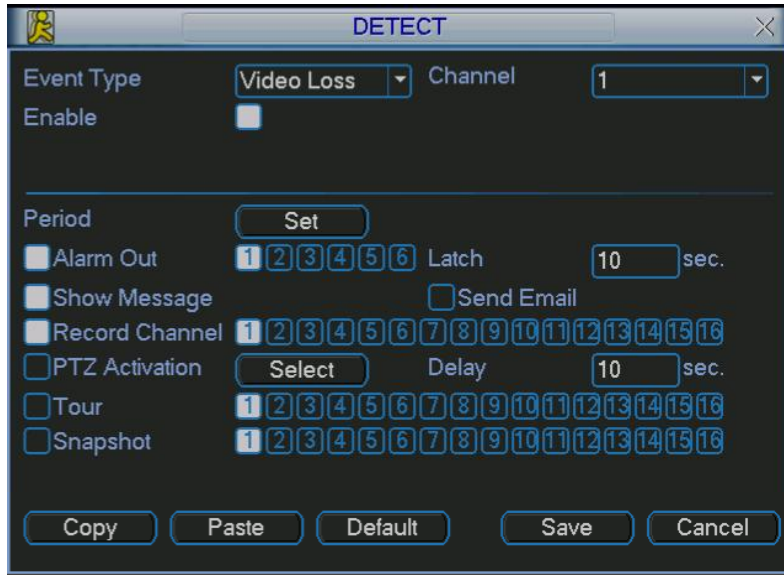 DETECT
Event Type Video Loss Channel 1
Enable
Period Set
Alarm Out 1 2 3 4 5 6 Latch 10 sec.
Show Message Send Email
Record Channel 1 2 3 4 5 6 7 8 9 10 11 12 13 14 15 16
PTZ Activation Select Delay 10 sec.
Tour 1 2 3 4 5 6 7 8 9 10 11 12 13 14 15 16
Snapshot 1 2 3 4 5 6 7 8 9 10 11 12 13 14 15 16
Copy Paste Default Save Cancel